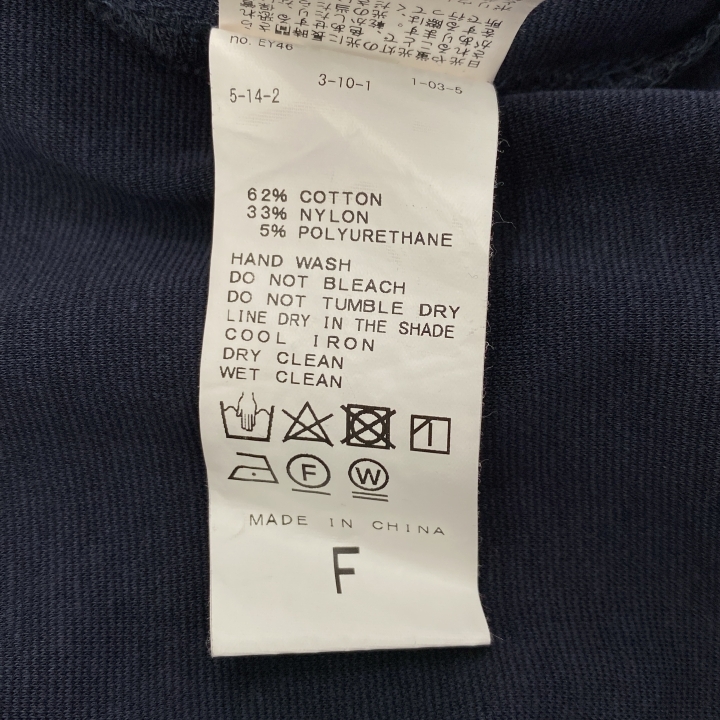 no. EY46
5-14-2 3-10-1 1-03-5
62% COTTON
33% NYLON
5% POLYURETHANE
HAND WASH
DO NOT BLEACH
DO NOT TUMBLE DRY
LINE DRY IN THE SHADE
COOL IRON
DRY CLEAN
WET CLEAN
F W
MADE IN CHINA
F